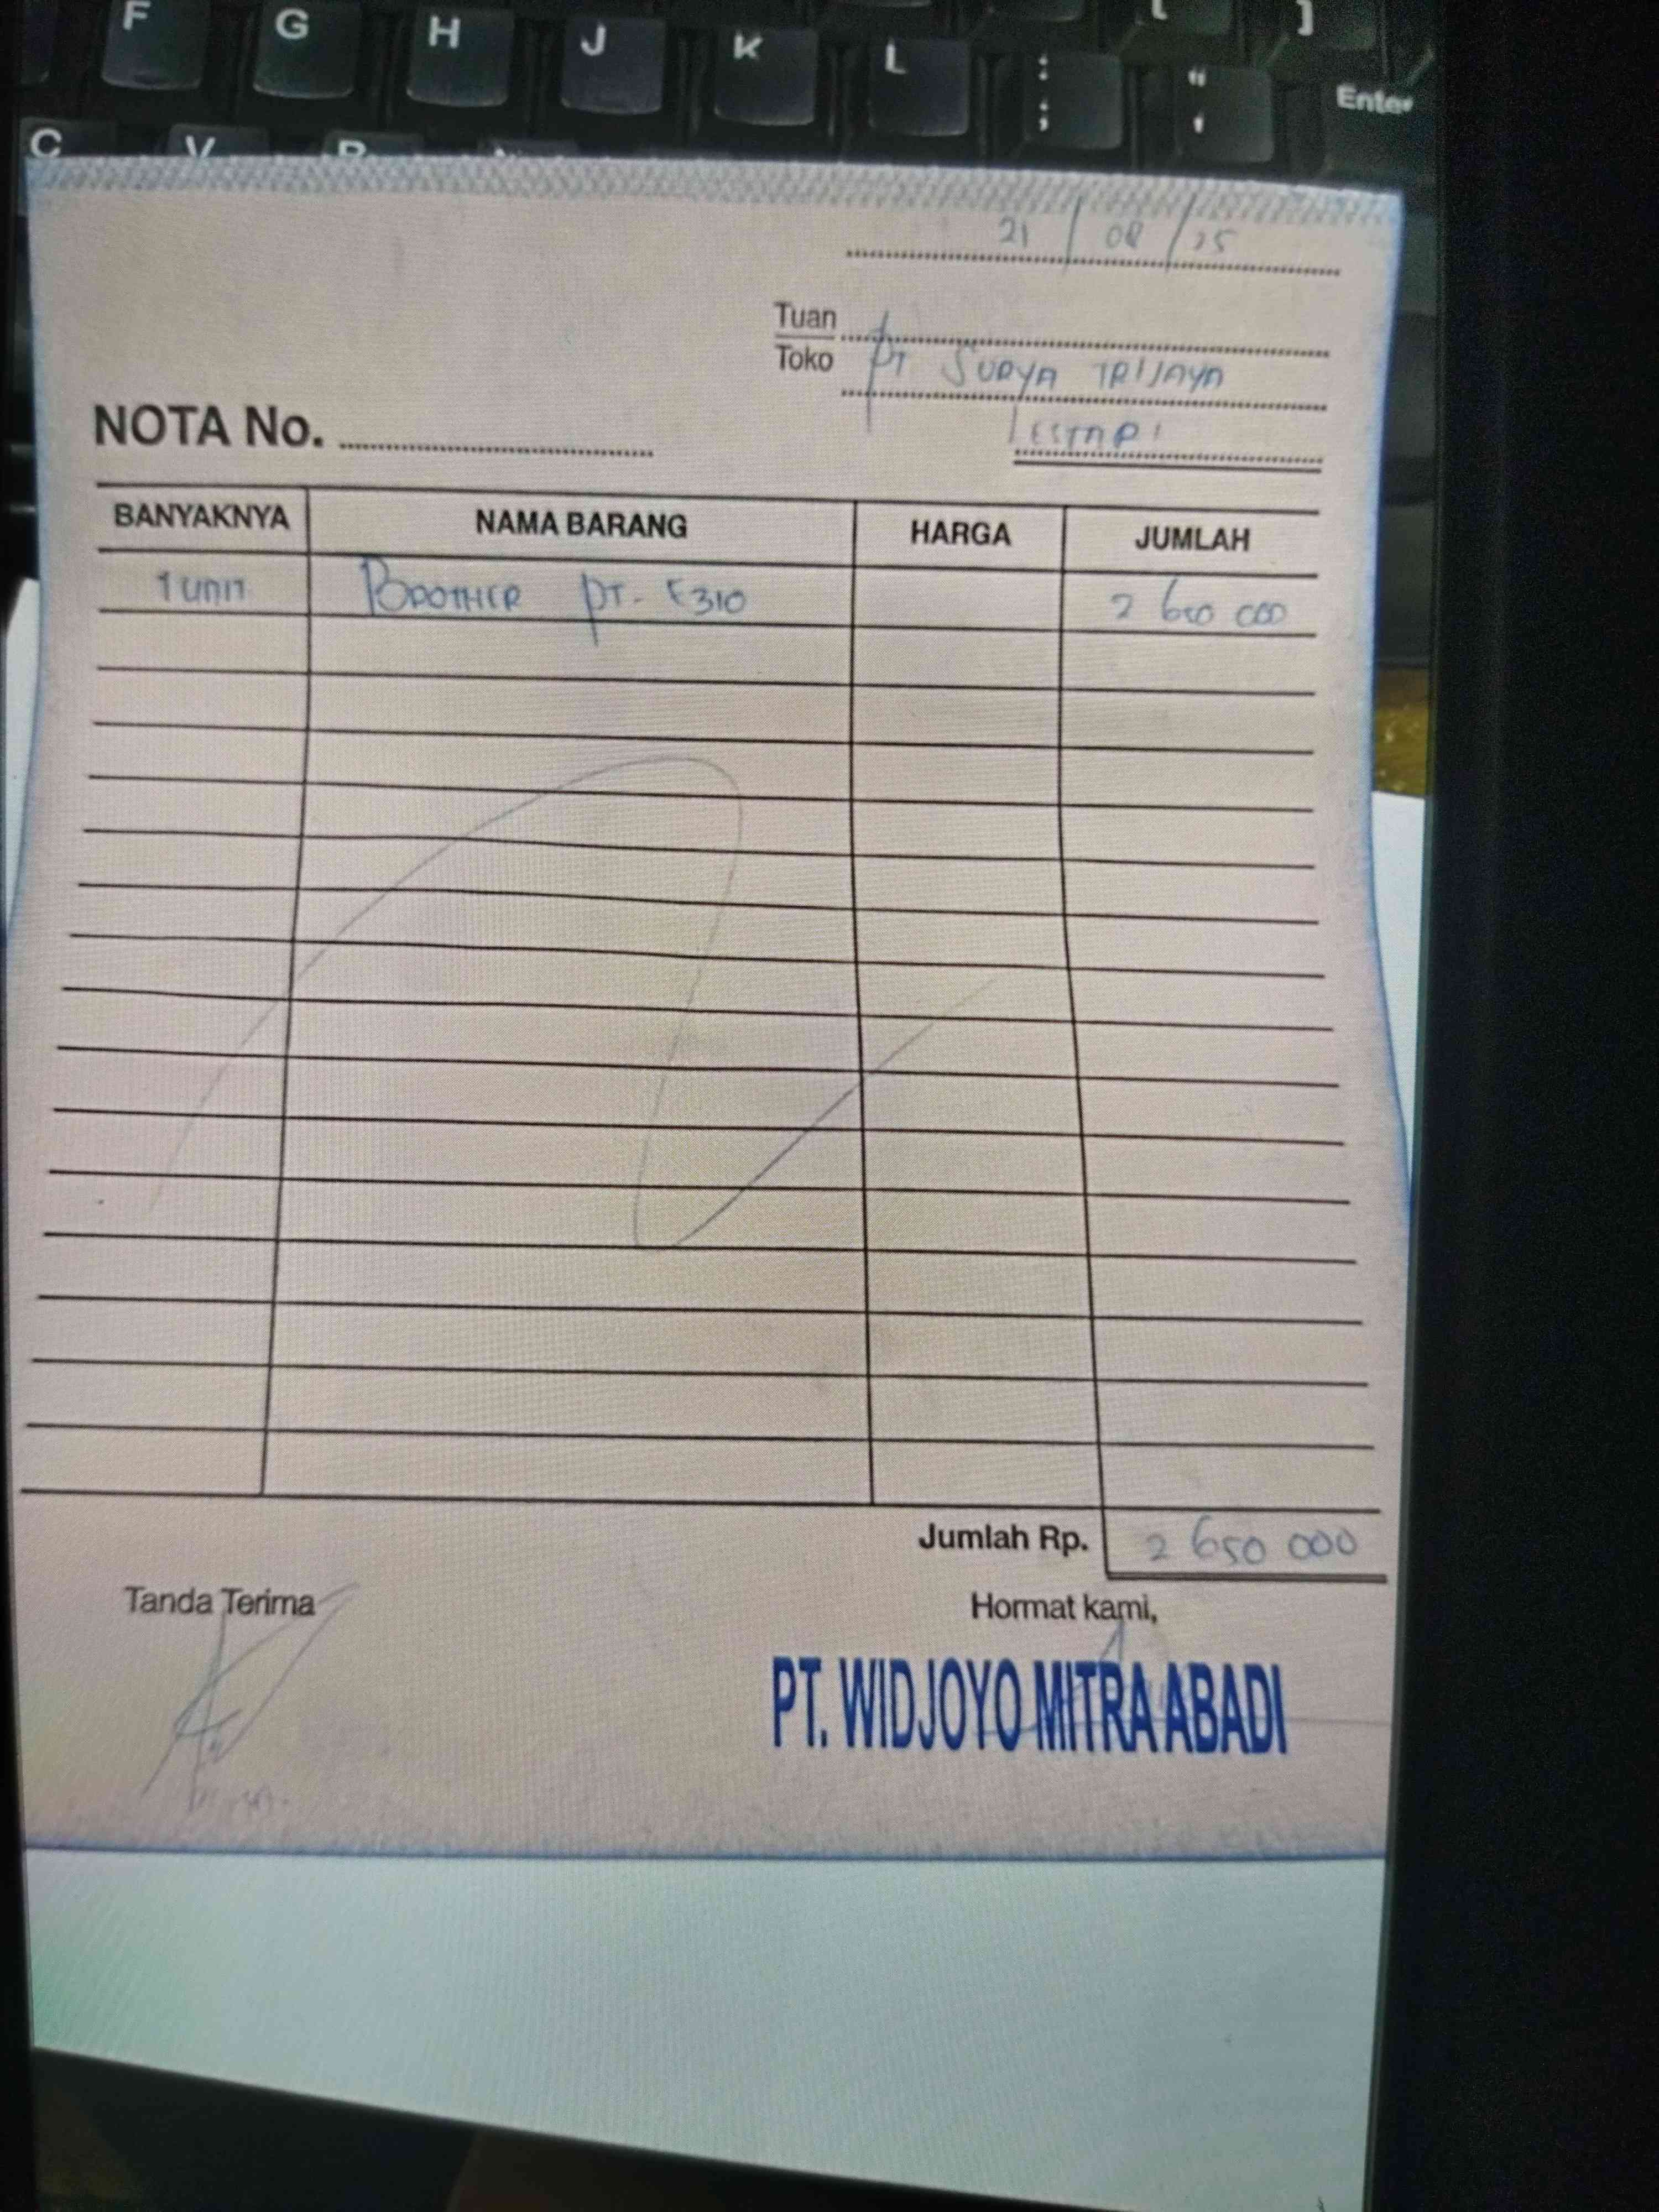 F G H J K L : ; " ' ] Enter
C V B
21 / 08 / 25
Tuan
Toko PT SURYA TRIJAYA
LESTARI
NOTA No.
BANYAKNYA NAMA BARANG HARGA JUMLAH
1 UNIT BROTHER PT-E310 2 650 000
Jumlah Rp. 2 650 000
Tanda Terima Hormat kami,
PT. WIDJOYO MITRA ABADI